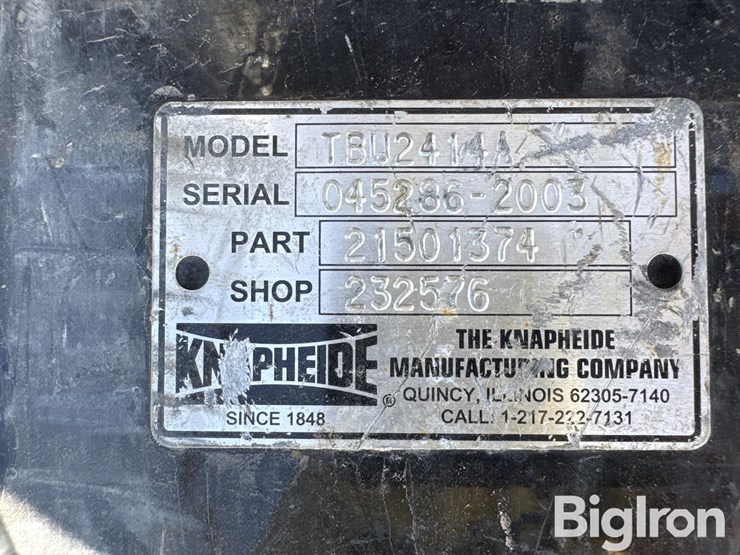 MODEL TBU2414A
SERIAL 045286-2003
PART 21501374
SHOP 232576
KNAPHEIDE
SINCE 1848
THE KNAPHEIDE
MANUFACTURING COMPANY
® QUINCY, ILLINOIS 62305-7140
CALL: 1-217-222-7131
BigIron